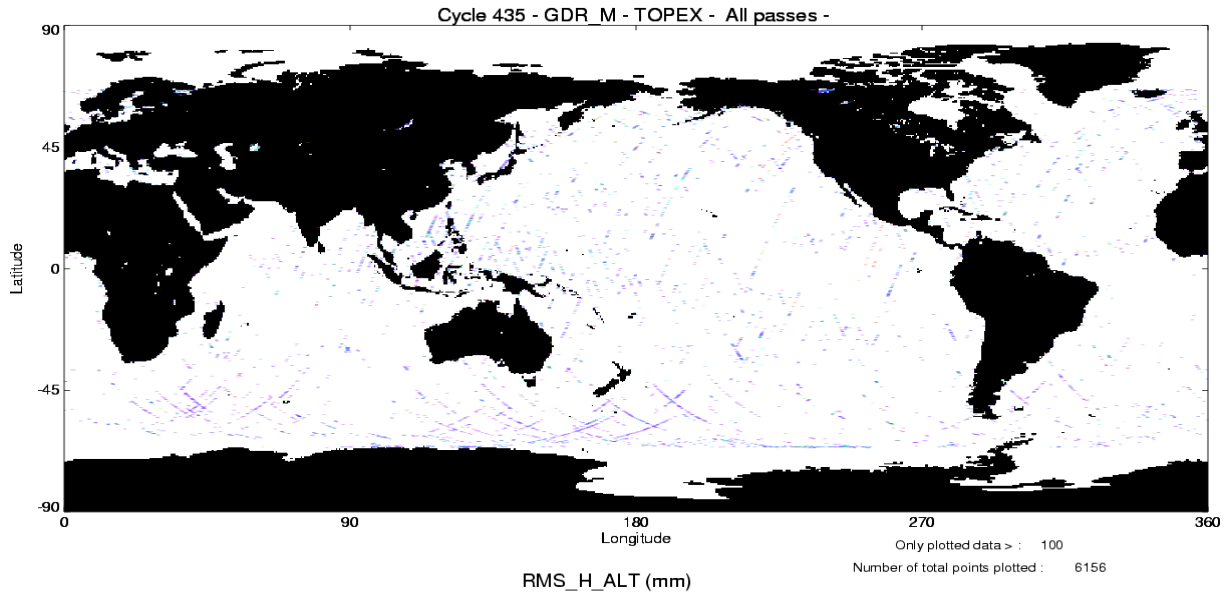 Cycle 435 - GDR_M - TOPEX - All passes -
90
45
0
-45
-90
Latitude
0 90 180 270 360
Longitude
Only plotted data > : 100
Number of total points plotted : 6156
RMS_H_ALT (mm)